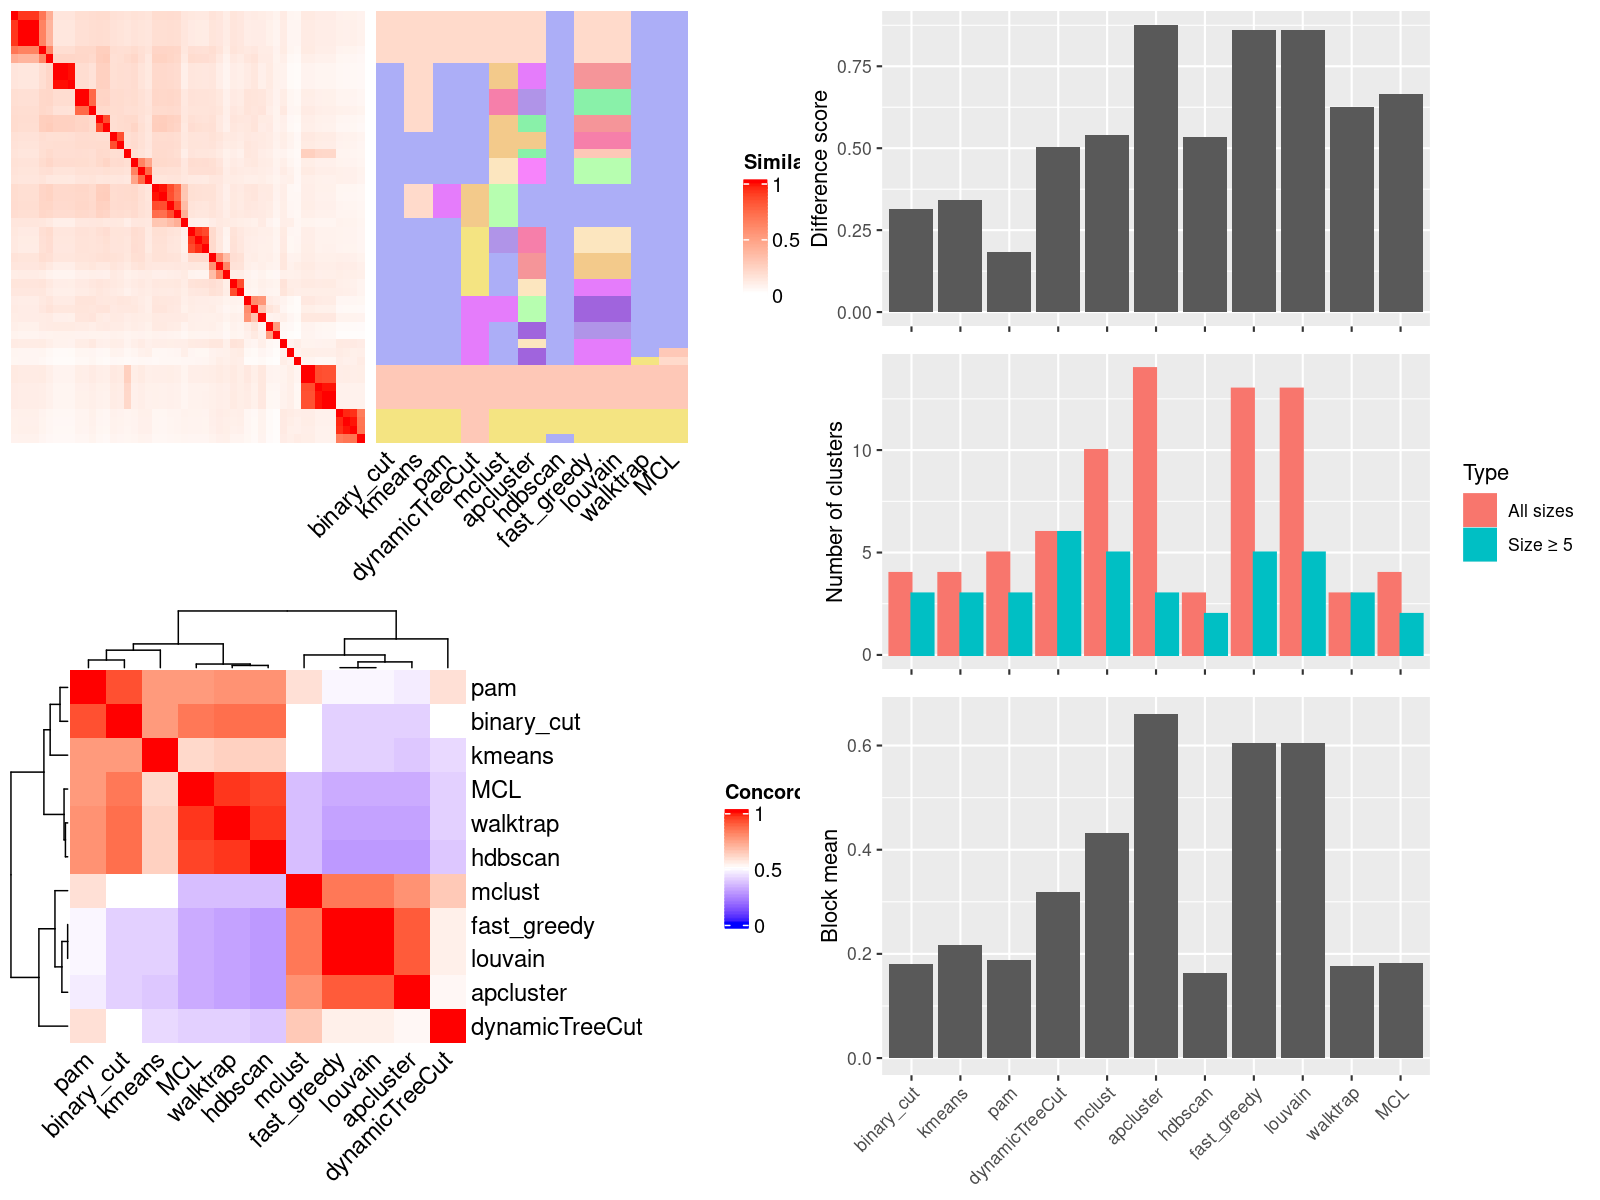 Simila
1
0.5
0
binary_cut
kmeans
pam
dynamicTreeCut
mclust
apcluster
hdbscan
fast_greedy
louvain
walktrap
MCL
Difference score
0.75
0.50
0.25
0.00
Number of clusters
10
5
0
Type
All sizes
Size ≥ 5
pam
binary_cut
kmeans
MCL
walktrap
hdbscan
mclust
fast_greedy
louvain
apcluster
dynamicTreeCut
Concord
1
0.5
0
pam
binary_cut
kmeans
MCL
walktrap
hdbscan
mclust
fast_greedy
louvain
apcluster
dynamicTreeCut
Block mean
0.6
0.4
0.2
0.0
binary_cut
kmeans
pam
dynamicTreeCut
mclust
apcluster
hdbscan
fast_greedy
louvain
walktrap
MCL